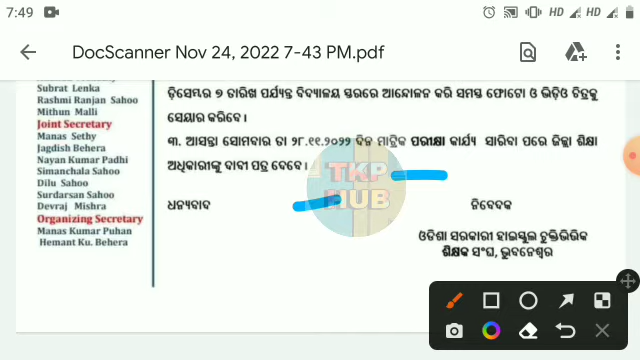 7:49
HD HD
DocScanner Nov 24, 2022 7-43 PM.pdf
Subrat Lenka
Rashmi Ranjan Sahoo
Mithun Malli
Joint Secretary
Manas Sethy
Jagdish Behera
Nayan Kumar Padhi
Simanchala Sahoo
Dilu Sahoo
Surdarsan Sahoo
Devraj Mishra
Organizing Secretary
Manas Kumar Puhan
Hemant Ku. Behera
ଡିସେମ୍ବର ୭ ତାରିଖ ପର୍ଯ୍ୟନ୍ତ ବିଦ୍ୟାଳୟ ସ୍ତରରେ ଆନ୍ଦୋଳନ କରି ସମସ୍ତ ଫୋଟୋ ଓ ଭିଡ଼ିଓ ଚିତ୍ରକୁ
ସେୟାର କରିବେ।
୩. ଆସନ୍ତା ସୋମବାର ତା ୨୮.୧୧.୨୦୨୨ ଦିନ ମାଟ୍ରିକ ପରୀକ୍ଷା କାର୍ଯ୍ୟ ସାରିବା ପରେ ଜିଲ୍ଲା ଶିକ୍ଷା
ଅଧିକାରୀଙ୍କୁ ଦାବୀ ପତ୍ର ଦେବେ।
TKP
HUB
ଧନ୍ୟବାଦ
ନିବେଦକ
ଓଡିଶା ସରକାରୀ ହାଇସ୍କୁଲ ଚୁକ୍ତିଭିତ୍ତିକ
ଶିକ୍ଷକ ସଂଘ, ଭୁବନେଶ୍ୱର